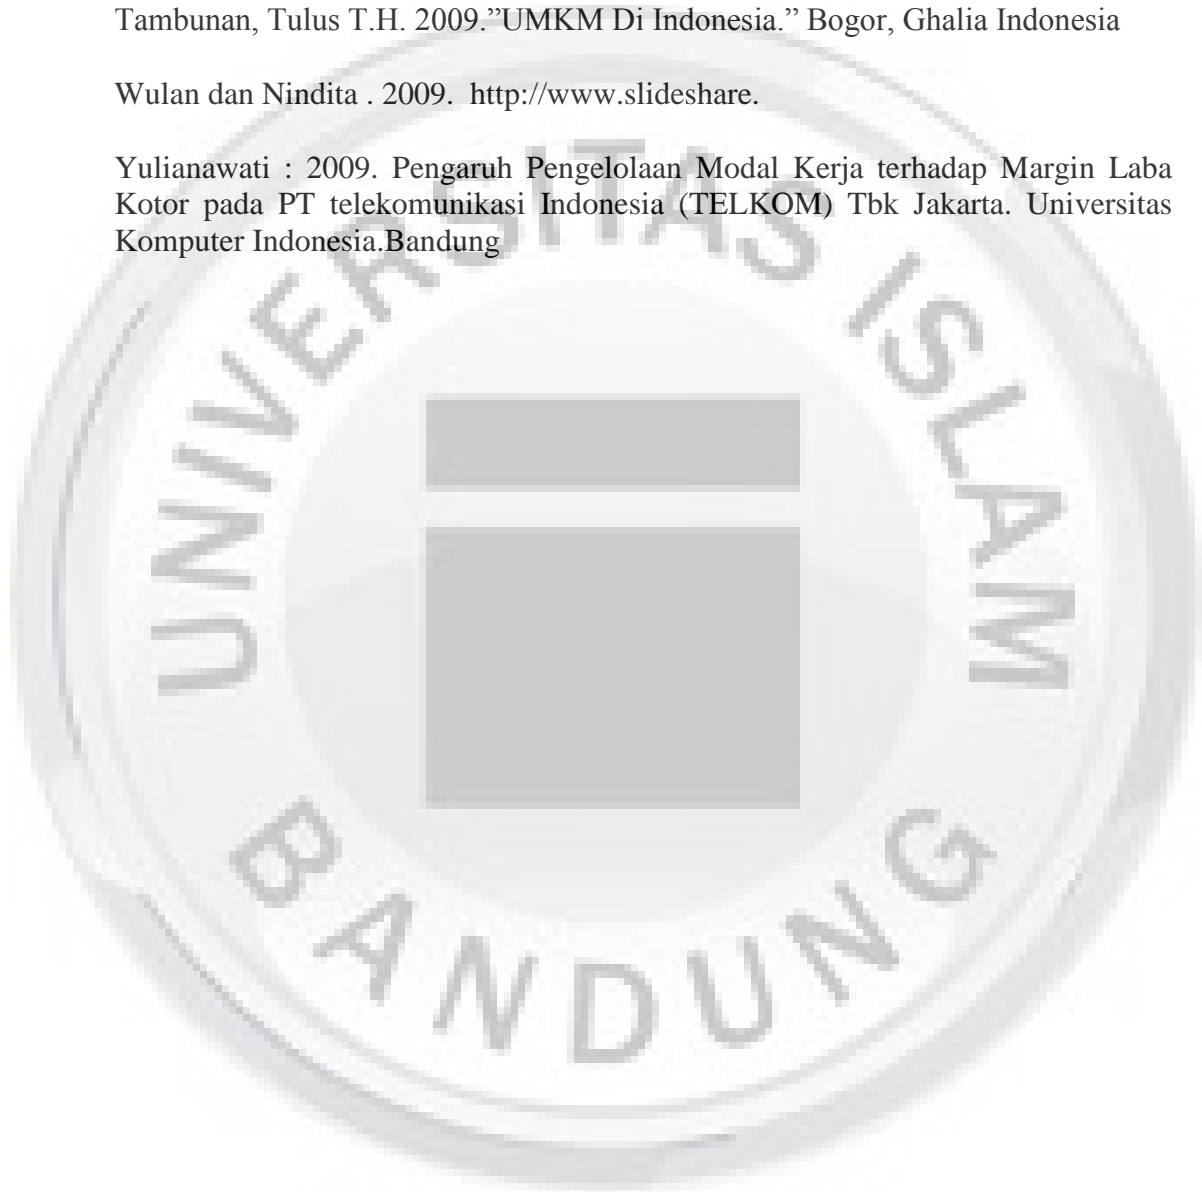 Tambunan, Tulus T.H. 2009.”UMKM Di Indonesia.” Bogor, Ghalia Indonesia
Wulan dan Nindita . 2009. http://www.slideshare.
Yulianawati : 2009. Pengaruh Pengelolaan Modal Kerja terhadap Margin Laba
Kotor pada PT telekomunikasi Indonesia (TELKOM) Tbk Jakarta. Universitas
Komputer Indonesia.Bandung
UNIVERSITAS ISLAM
BANDUNG